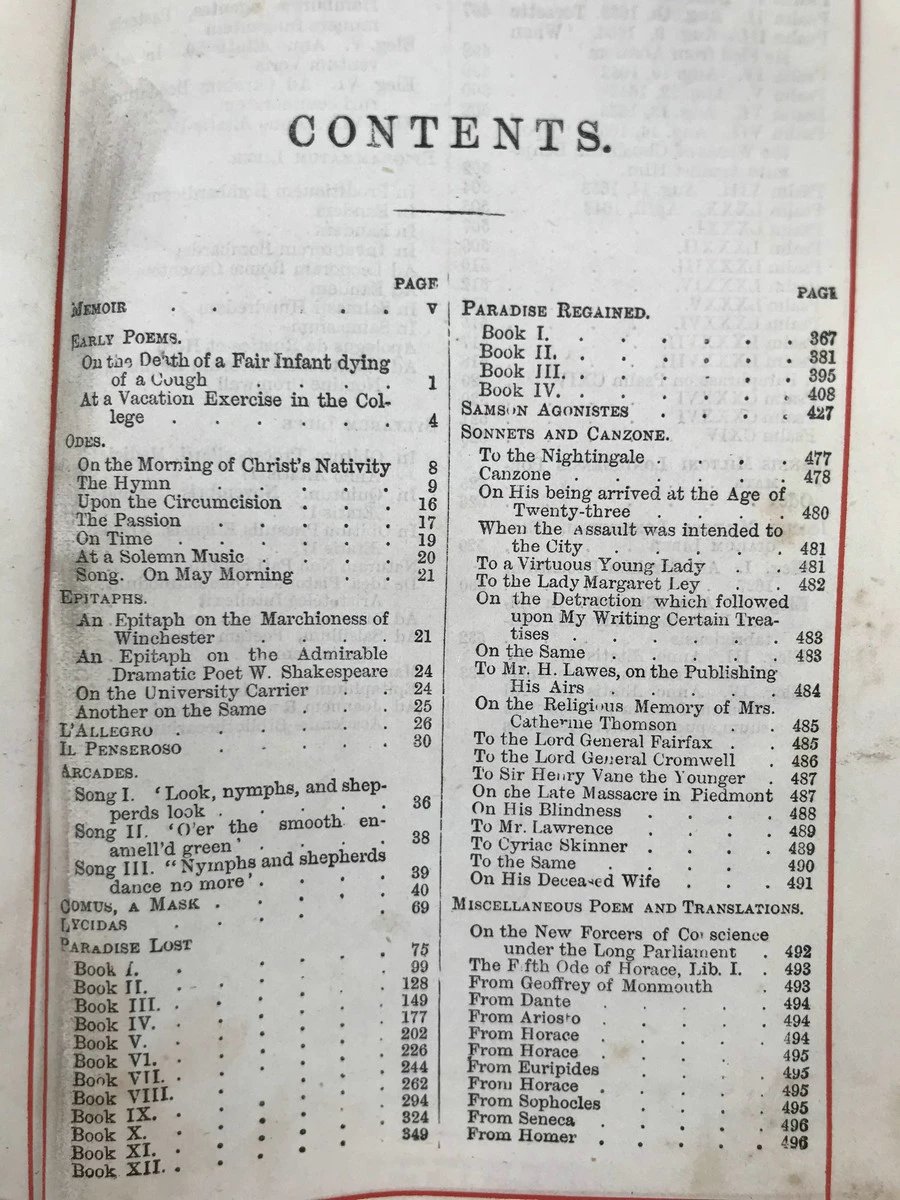 CONTENTS.
PAGE
MEMOIR V
EARLY POEMS.
On the Death of a Fair Infant dying
of a Cough 1
At a Vacation Exercise in the Col-
lege 4
ODES.
On the Morning of Christ's Nativity 8
The Hymn 9
Upon the Circumcision 16
The Passion 17
On Time 19
At a Solemn Music 20
Song. On May Morning 21
EPITAPHS.
An Epitaph on the Marchioness of
Winchester 21
An Epitaph on the Admirable
Dramatic Poet W. Shakespeare 24
On the University Carrier 24
Another on the Same 25
L'ALLEGRO 26
IL PENSEROSO 30
ARCADES.
Song I. 'Look, nymphs, and shep-
perds look 36
Song II. 'O'er the smooth en-
amell'd green' 38
Song III. "Nymphs and shepherds
dance no more' 39
COMUS, A MASK 40
LYCIDAS 69
PARADISE LOST
Book I. 75
Book II. 99
Book III. 128
Book IV. 149
Book V. 177
Book VI. 202
Book VII. 226
Book VIII. 244
Book IX. 262
Book X. 294
Book XI. 324
Book XII. 349
PAGE
PARADISE REGAINED.
Book I. 367
Book II. 381
Book III. 395
Book IV. 408
SAMSON AGONISTES 427
SONNETS AND CANZONE.
To the Nightingale 477
Canzone 478
On His being arrived at the Age of
Twenty-three 480
When the Assault was intended to
the City 481
To a Virtuous Young Lady 481
To the Lady Margaret Ley 482
On the Detraction which followed
upon My Writing Certain Trea-
tises 483
On the Same 483
To Mr. H. Lawes, on the Publishing
His Airs 484
On the Religious Memory of Mrs.
Catherine Thomson 485
To the Lord General Fairfax 485
To the Lord General Cromwell 486
To Sir Henry Vane the Younger 487
On the Late Massacre in Piedmont 487
On His Blindness 488
To Mr. Lawrence 489
To Cyriac Skinner 489
To the Same 490
On His Deceased Wife 491
MISCELLANEOUS POEM AND TRANSLATIONS.
On the New Forcers of Conscience
under the Long Parliament 492
The Fifth Ode of Horace, Lib. I. 493
From Geoffrey of Monmouth 493
From Dante 494
From Ariosto 494
From Horace 494
From Horace 495
From Euripides 495
From Horace 495
From Sophocles 495
From Seneca 496
From Homer 496